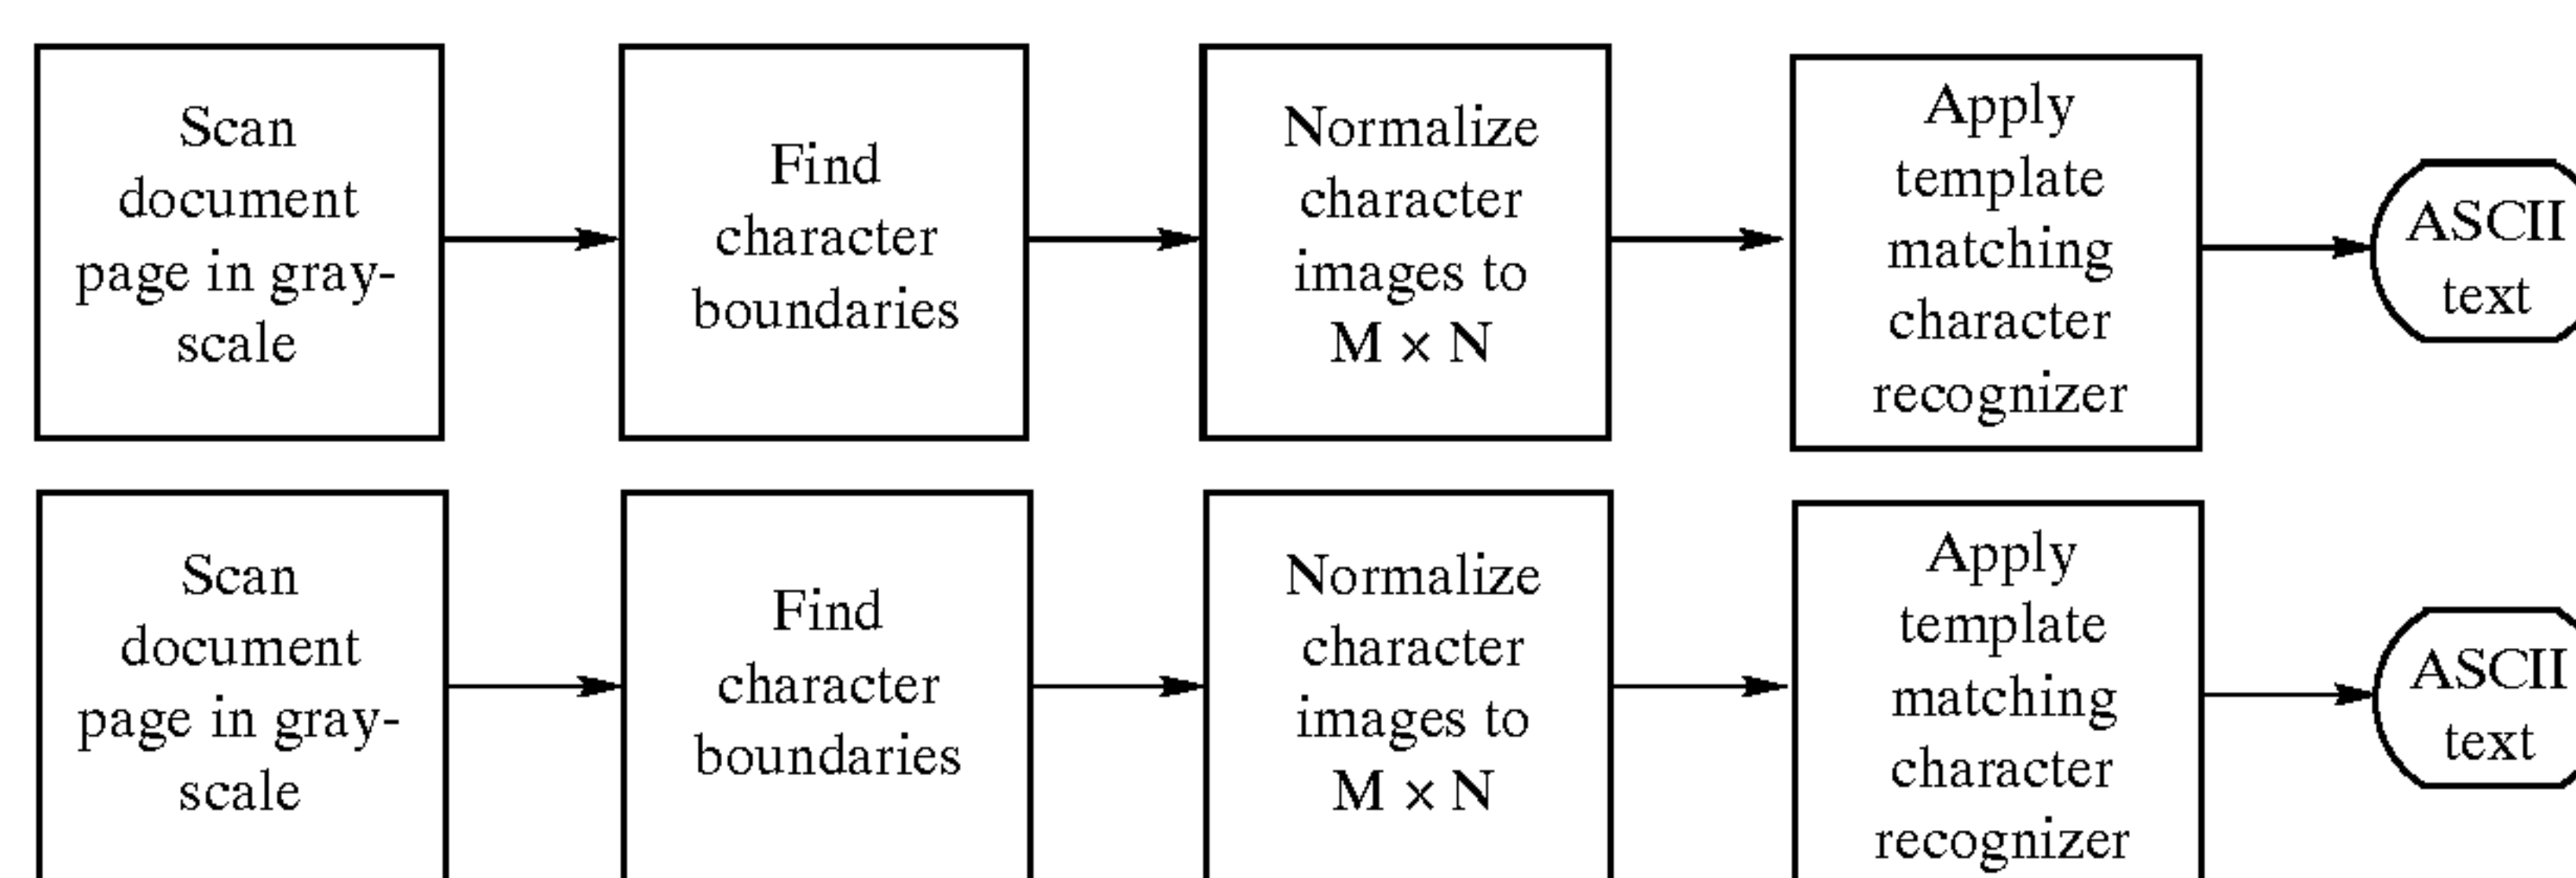 Scan
document
page in gray-
scale
Find
character
boundaries
Normalize
character
images to
M × N
Apply
template
matching
character
recognizer
ASCII
text
Scan
document
page in gray-
scale
Find
character
boundaries
Normalize
character
images to
M × N
Apply
template
matching
character
recognizer
ASCII
text